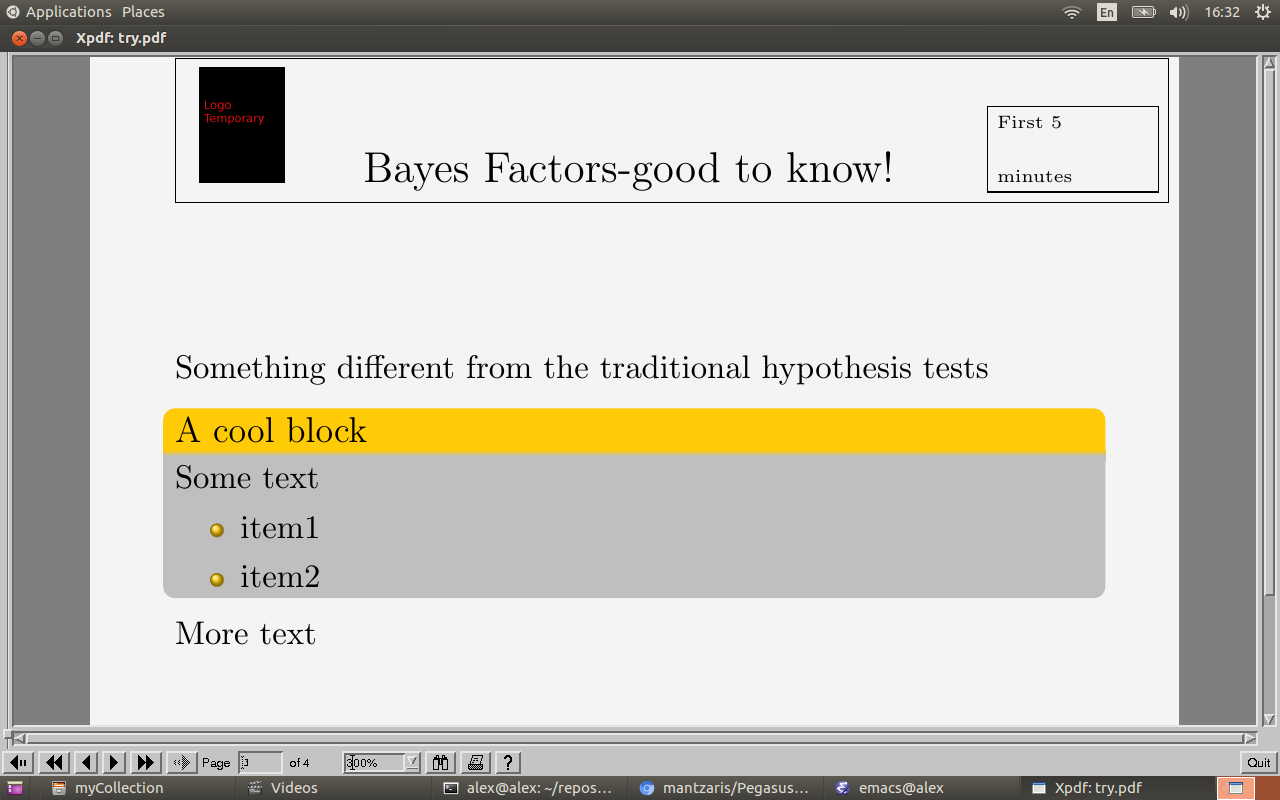 Applications Places
En 16:32
Xpdf: try.pdf
Logo
Temporary
First 5
minutes
Bayes Factors-good to know!
Something different from the traditional hypothesis tests
A cool block
Some text
item1
item2
More text
Page of 4 300% ? Quit
myCollection Videos alex@alex: ~/repos… mantzaris/Pegasus… emacs@alex Xpdf: try.pdf